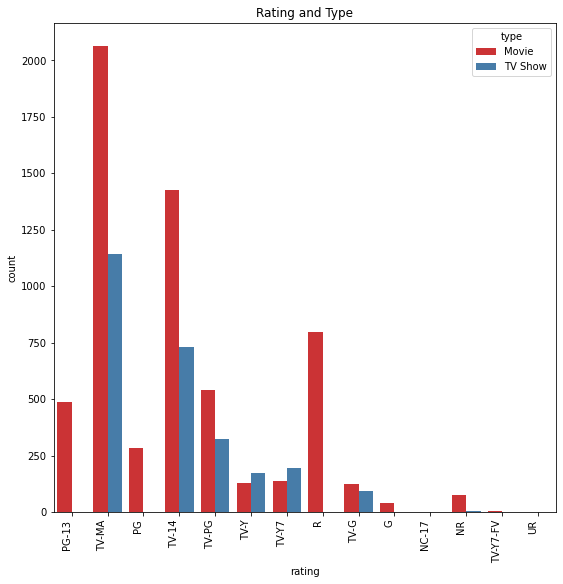 Rating and Type
type
Movie
TV Show
count
2000
1750
1500
1250
1000
750
500
250
0
PG-13
TV-MA
PG
TV-14
TV-PG
TV-Y
TV-Y7
R
TV-G
G
NC-17
NR
TV-Y7-FV
UR
rating